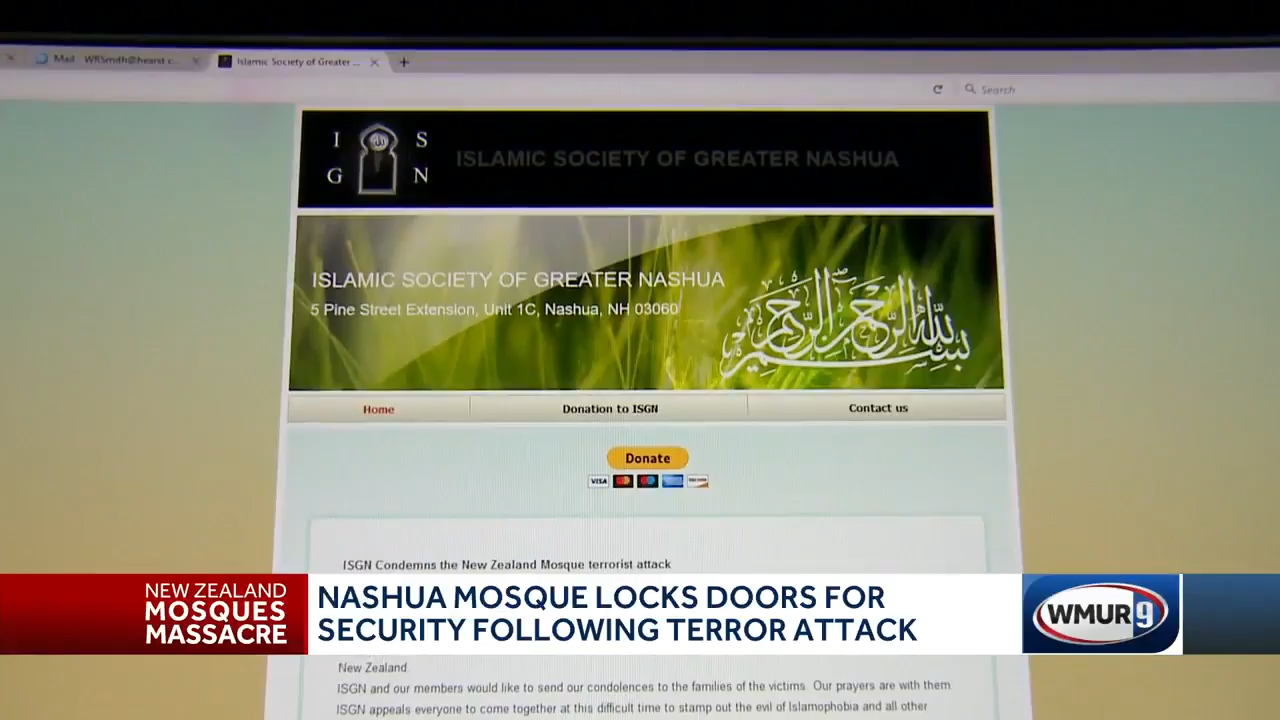 Mail - WRSmith@hearst.c...
Islamic Society of Greater ...
Search
I S
G N
ISLAMIC SOCIETY OF GREATER NASHUA
ISLAMIC SOCIETY OF GREATER NASHUA
5 Pine Street Extension, Unit 1C, Nashua, NH 03060
بسم الله الرحمن الرحيم
Home
Donation to ISGN
Contact us
Donate
VISA
ISGN Condemns the New Zealand Mosque terrorist attack
NEW ZEALAND
MOSQUES
MASSACRE
NASHUA MOSQUE LOCKS DOORS FOR
SECURITY FOLLOWING TERROR ATTACK
WMUR 9
New Zealand.
ISGN and our members would like to send our condolences to the families of the victims. Our prayers are with them.
ISGN appeals everyone to come together at this difficult time to stamp out the evil of Islamophobia and all other